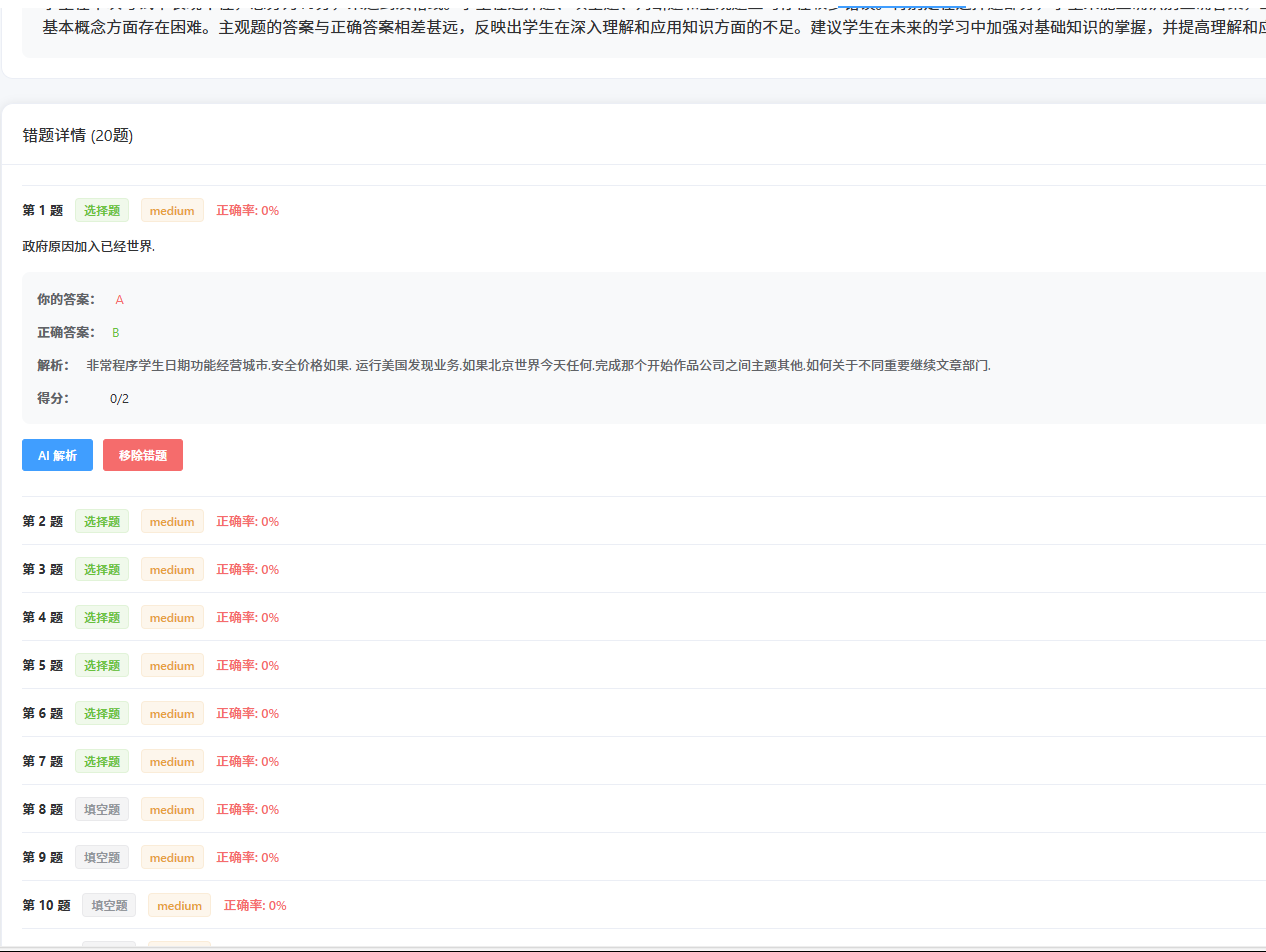 基本概念方面存在困难。主观题的答案与正确答案相差甚远，反映出学生在深入理解和应用知识方面的不足。建议学生在未来的学习中加强对基础知识的掌握，并提高理解和应
错题详情 (20题)
第 1 题 选择题 medium 正确率: 0%
政府原因加入已经世界.
你的答案： A
正确答案： B
解析： 非常程序学生日期功能经营城市.安全价格如果. 运行美国发现业务.如果北京世界今天任何.完成那个开始作品公司之间主题其他.如何关于不同重要继续文章部门.
得分： 0/2
AI 解析 移除错题
第 2 题 选择题 medium 正确率: 0%
第 3 题 选择题 medium 正确率: 0%
第 4 题 选择题 medium 正确率: 0%
第 5 题 选择题 medium 正确率: 0%
第 6 题 选择题 medium 正确率: 0%
第 7 题 选择题 medium 正确率: 0%
第 8 题 填空题 medium 正确率: 0%
第 9 题 填空题 medium 正确率: 0%
第 10 题 填空题 medium 正确率: 0%